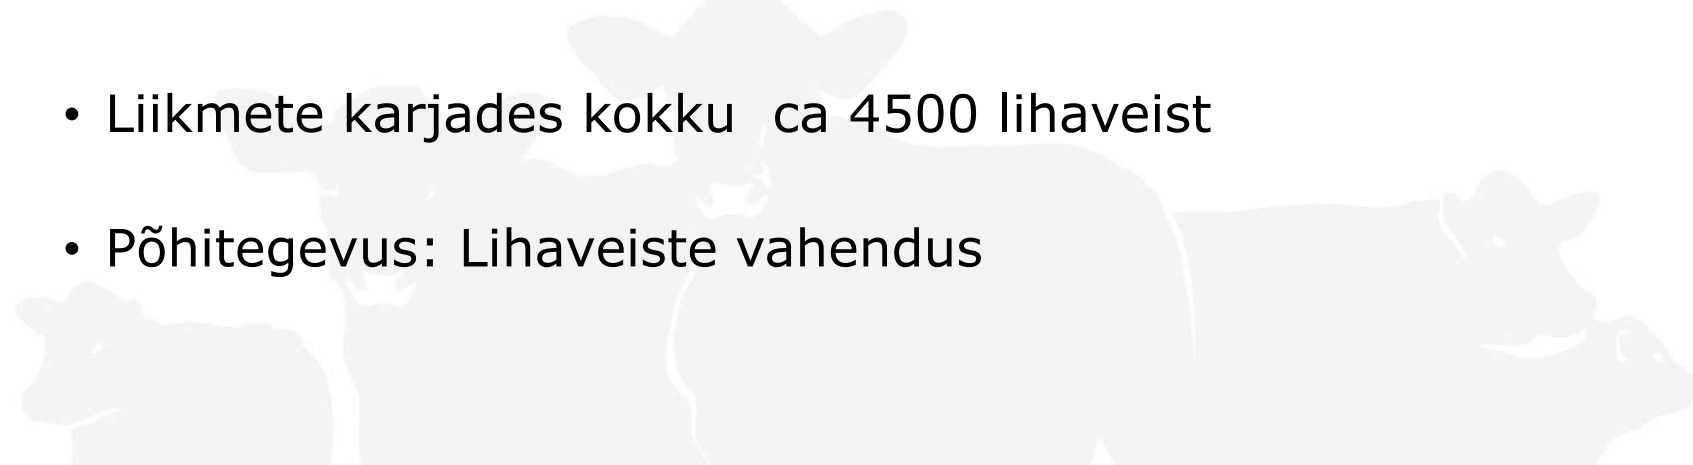 • Liikmete karjades kokku  ca 4500 lihaveist
• Põhitegevus: Lihaveiste vahendus